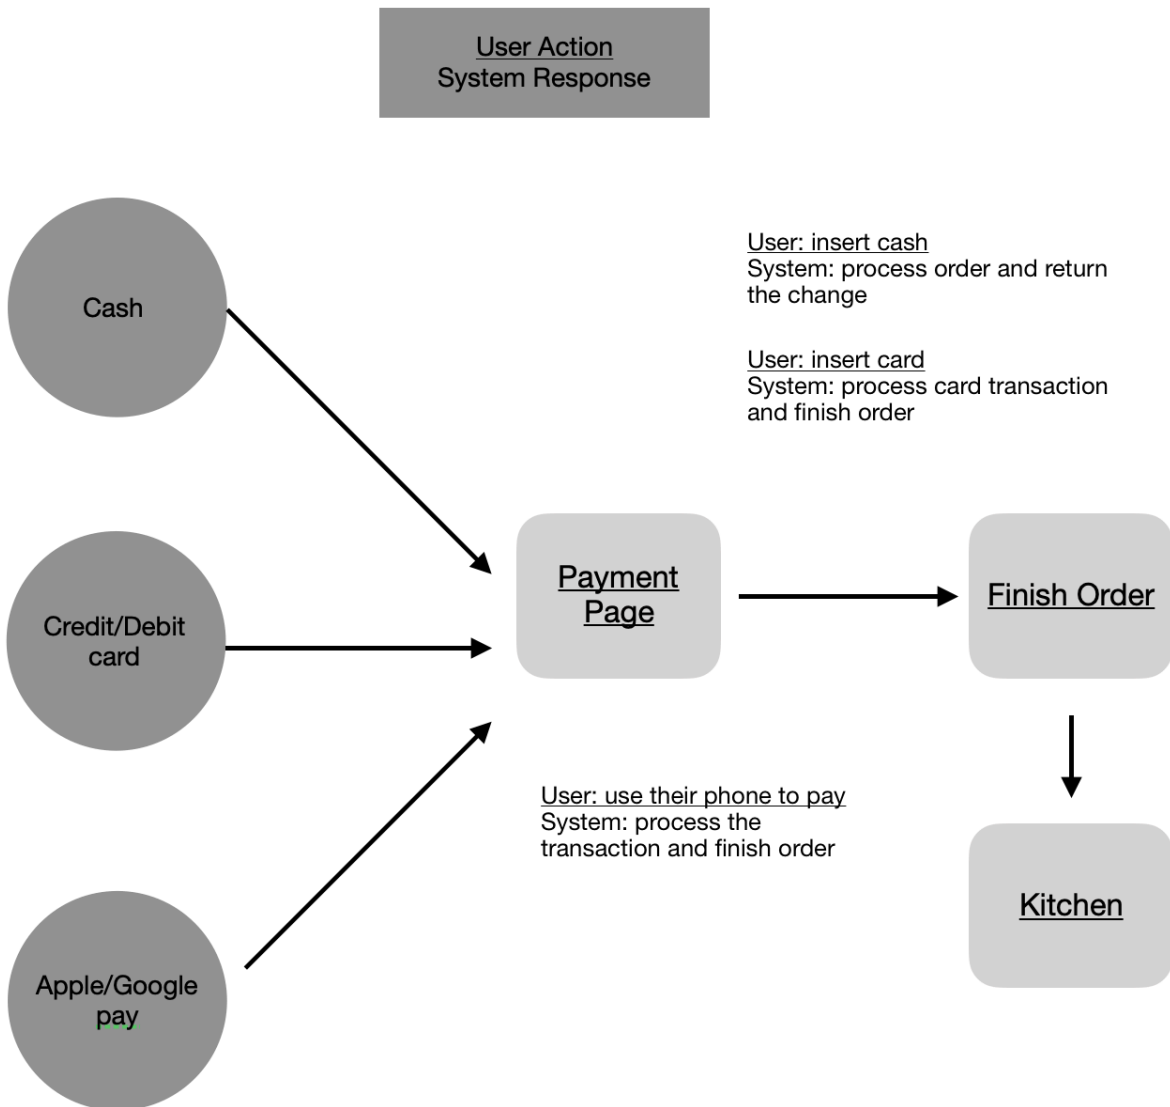 User Action
System Response
Cash
User: insert cash
System: process order and return
the change
User: insert card
System: process card transaction
and finish order
Credit/Debit
card
Payment
Page
Finish Order
User: use their phone to pay
System: process the
transaction and finish order
Kitchen
Apple/Google
pay